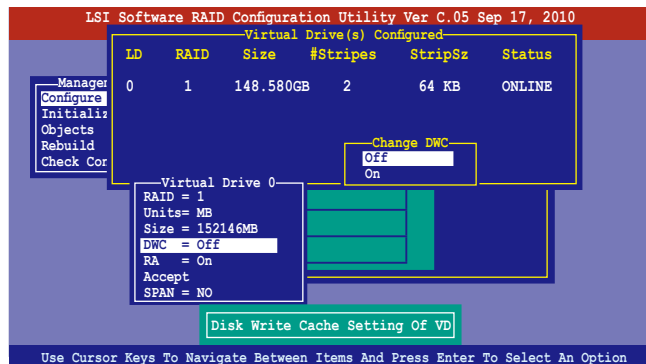 LSI Software RAID Configuration Utility Ver C.05 Sep 17, 2010
Virtual Drive(s) Configured
LD RAID Size #Stripes StripSz Status
0 1 148.580GB 2 64 KB ONLINE
Configure
Initializ
Objects
Rebuild
Check Con
Change DWC
Off
On
Virtual Drive 0
RAID = 1
Units= MB
Size = 152146MB
DWC = Off
RA = On
Accept
SPAN = NO
Disk Write Cache Setting Of VD
Use Cursor Keys To Navigate Between Items And Press Enter To Select An Option